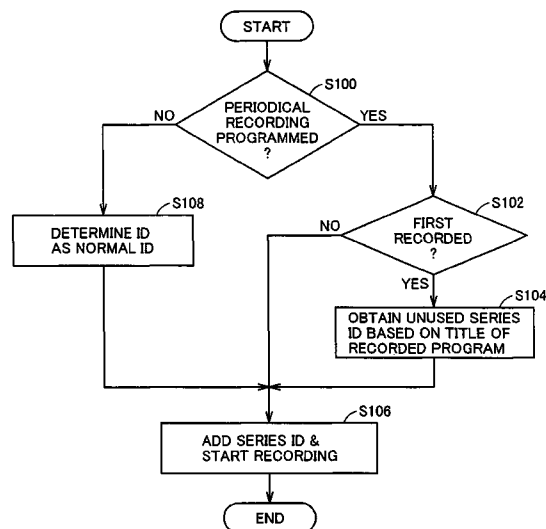 START
S100
PERIODICAL
RECORDING
PROGRAMMED
?
NO
YES
S108
DETERMINE ID
AS NORMAL ID
S102
FIRST
RECORDED
?
NO
YES
S104
OBTAIN UNUSED SERIES
ID BASED ON TITLE OF
RECORDED PROGRAM
S106
ADD SERIES ID &
START RECORDING
END